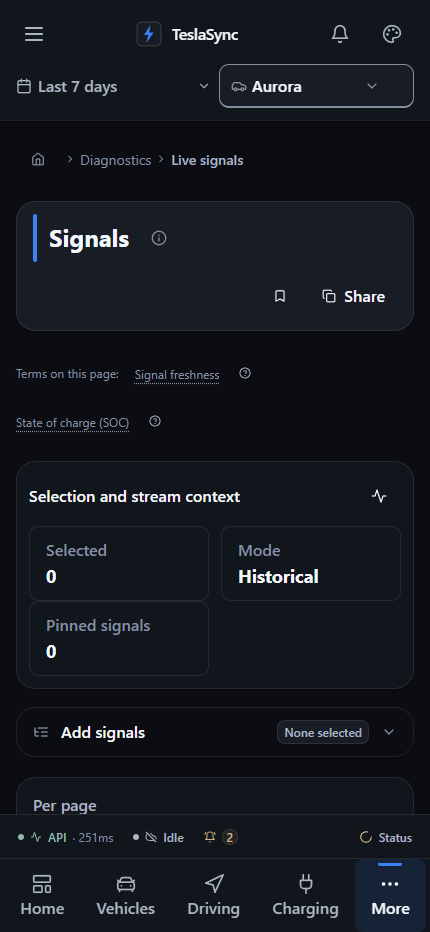 TeslaSync
Last 7 days
Aurora
Diagnostics
Live signals
Signals
Share
Terms on this page:
Signal freshness
State of charge (SOC)
Selection and stream context
Selected
0
Mode
Historical
Pinned signals
0
Add signals
None selected
Per page
API · 251ms
Idle
2
Status
Home
Vehicles
Driving
Charging
More